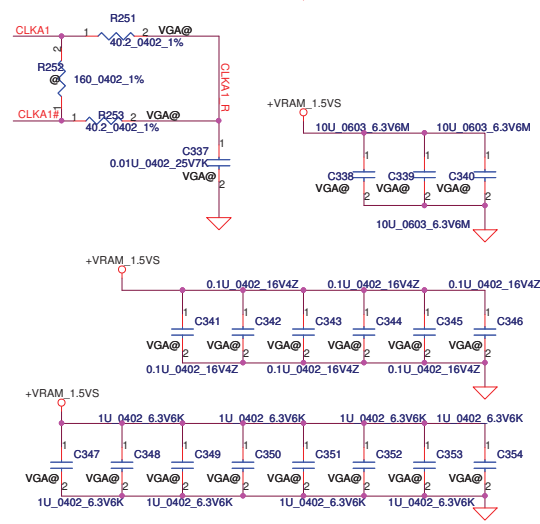 CLKA1
R251
1 2 VGA@
40.2_0402_1%
2
R252
@ 160_0402_1%
1
CLKA1_R
CLKA1#
R253
1 2 VGA@
40.2_0402_1%
1
C337
0.01U_0402_25V7K
VGA@
2
+VRAM_1.5VS
10U_0603_6.3V6M 10U_0603_6.3V6M
1 1 1
C338 C339 C340
VGA@ VGA@ VGA@
2 2 2
10U_0603_6.3V6M
+VRAM_1.5VS
0.1U_0402_16V4Z 0.1U_0402_16V4Z 0.1U_0402_16V4Z
1 1 1 1 1 1
C341 C342 C343 C344 C345 C346
VGA@ VGA@ VGA@ VGA@ VGA@ VGA@
2 2 2 2 2 2
0.1U_0402_16V4Z 0.1U_0402_16V4Z 0.1U_0402_16V4Z
+VRAM_1.5VS
1U_0402_6.3V6K 1U_0402_6.3V6K 1U_0402_6.3V6K 1U_0402_6.3V6K
1 1 1 1 1 1 1 1
C347 C348 C349 C350 C351 C352 C353 C354
VGA@ VGA@ VGA@ VGA@ VGA@ VGA@ VGA@ VGA@
2 2 2 2 2 2 2 2
1U_0402_6.3V6K 1U_0402_6.3V6K 1U_0402_6.3V6K 1U_0402_6.3V6K